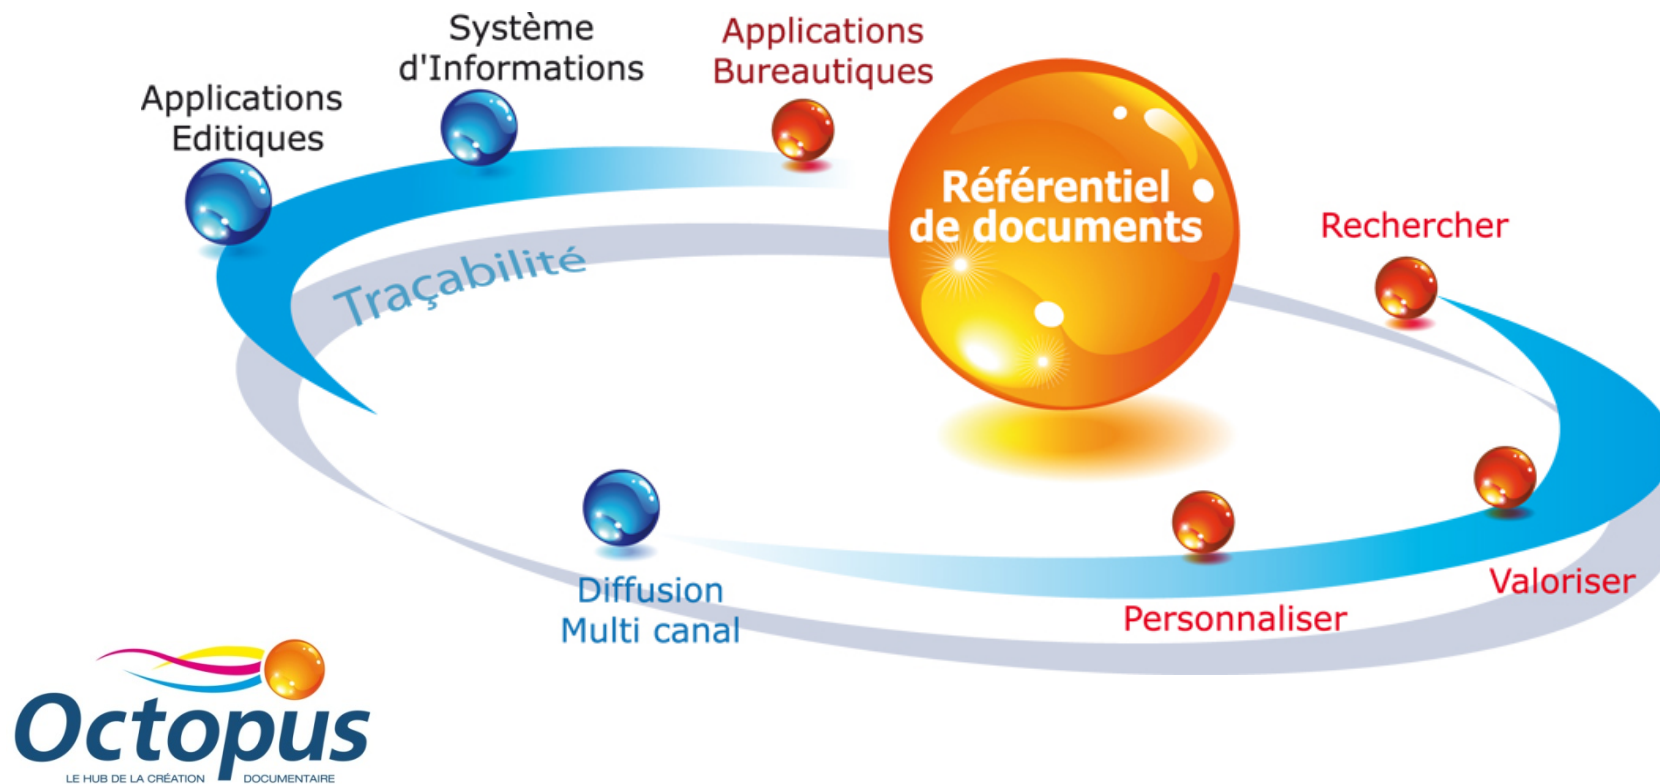 Système
d'Informations
Applications
Bureautiques
Applications
Editiques
Référentiel
de documents
Rechercher
Traçabilité
Diffusion
Multi canal
Personnaliser
Valoriser
Octopus
LE HUB DE LA CRÉATION DOCUMENTAIRE